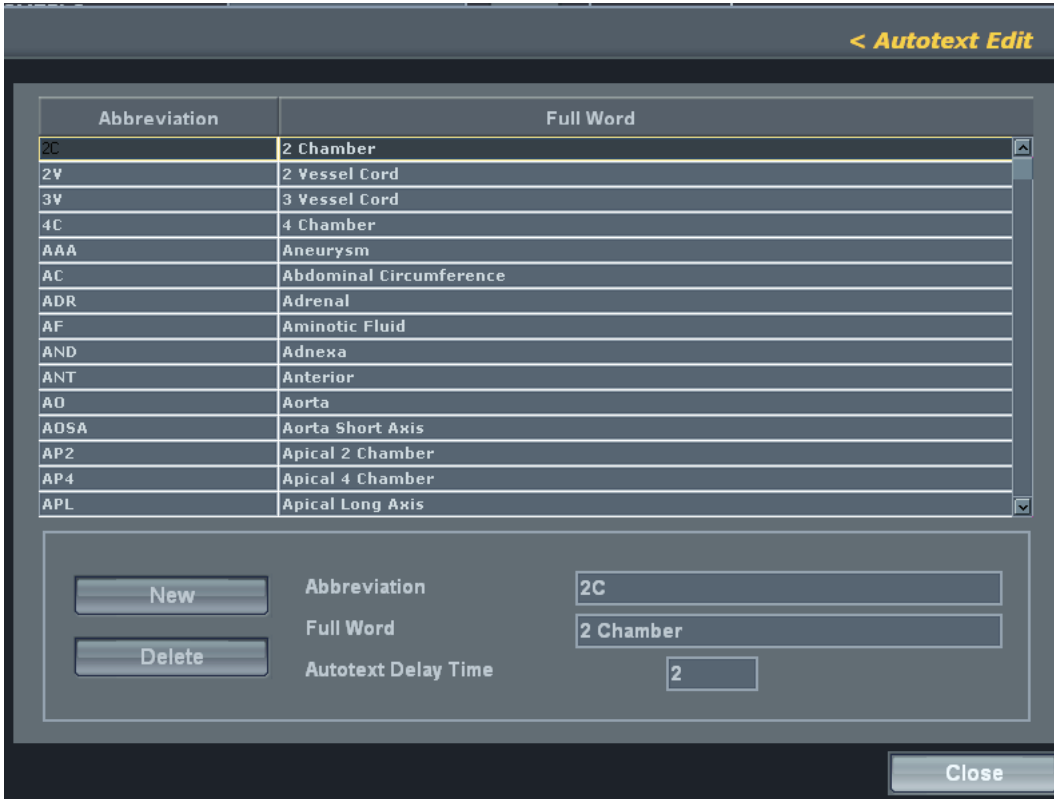 < Autotext Edit
Abbreviation Full Word
2C 2 Chamber
2V 2 Vessel Cord
3V 3 Vessel Cord
4C 4 Chamber
AAA Aneurysm
AC Abdominal Circumference
ADR Adrenal
AF Aminotic Fluid
AND Adnexa
ANT Anterior
AO Aorta
AOSA Aorta Short Axis
AP2 Apical 2 Chamber
AP4 Apical 4 Chamber
APL Apical Long Axis
New
Abbreviation 2C
Full Word 2 Chamber
Delete
Autotext Delay Time 2
Close